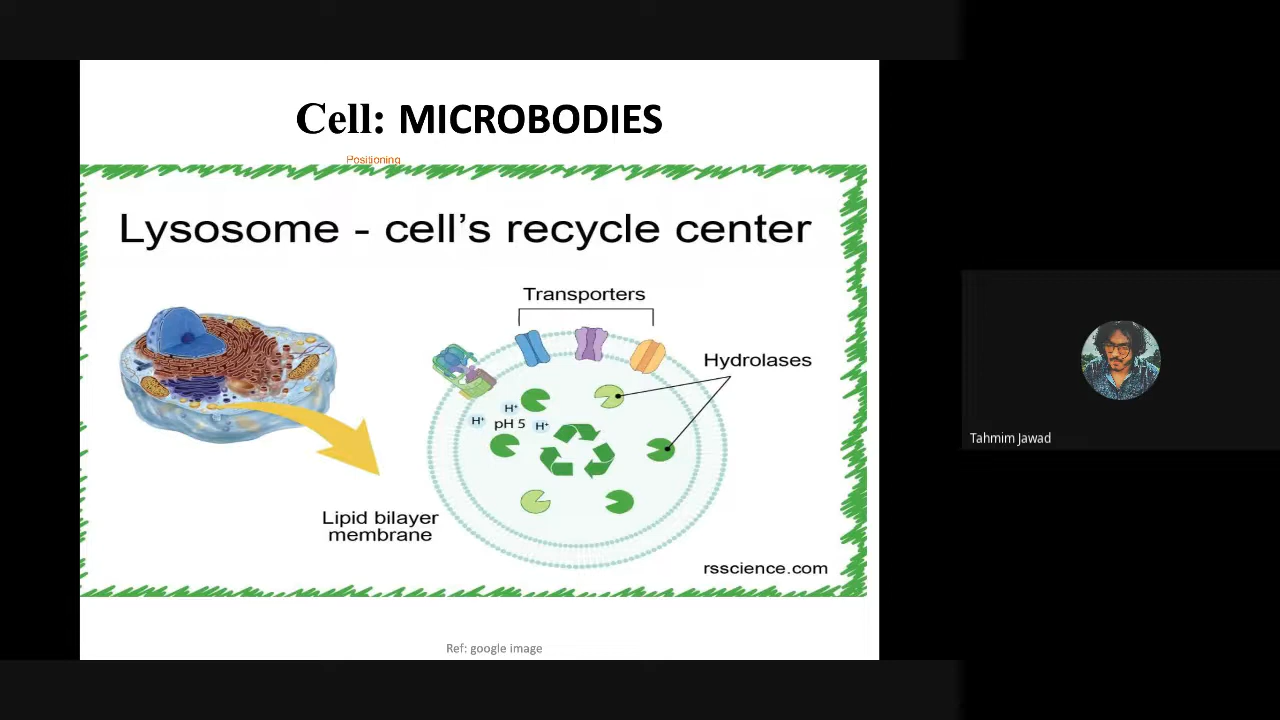 Cell: MICROBODIES
Positioning
Lysosome - cell's recycle center
Transporters
Hydrolases
H⁺
H⁺ pH 5 H⁺
Lipid bilayer
membrane
rsscience.com
Ref: google image
Tahmim Jawad